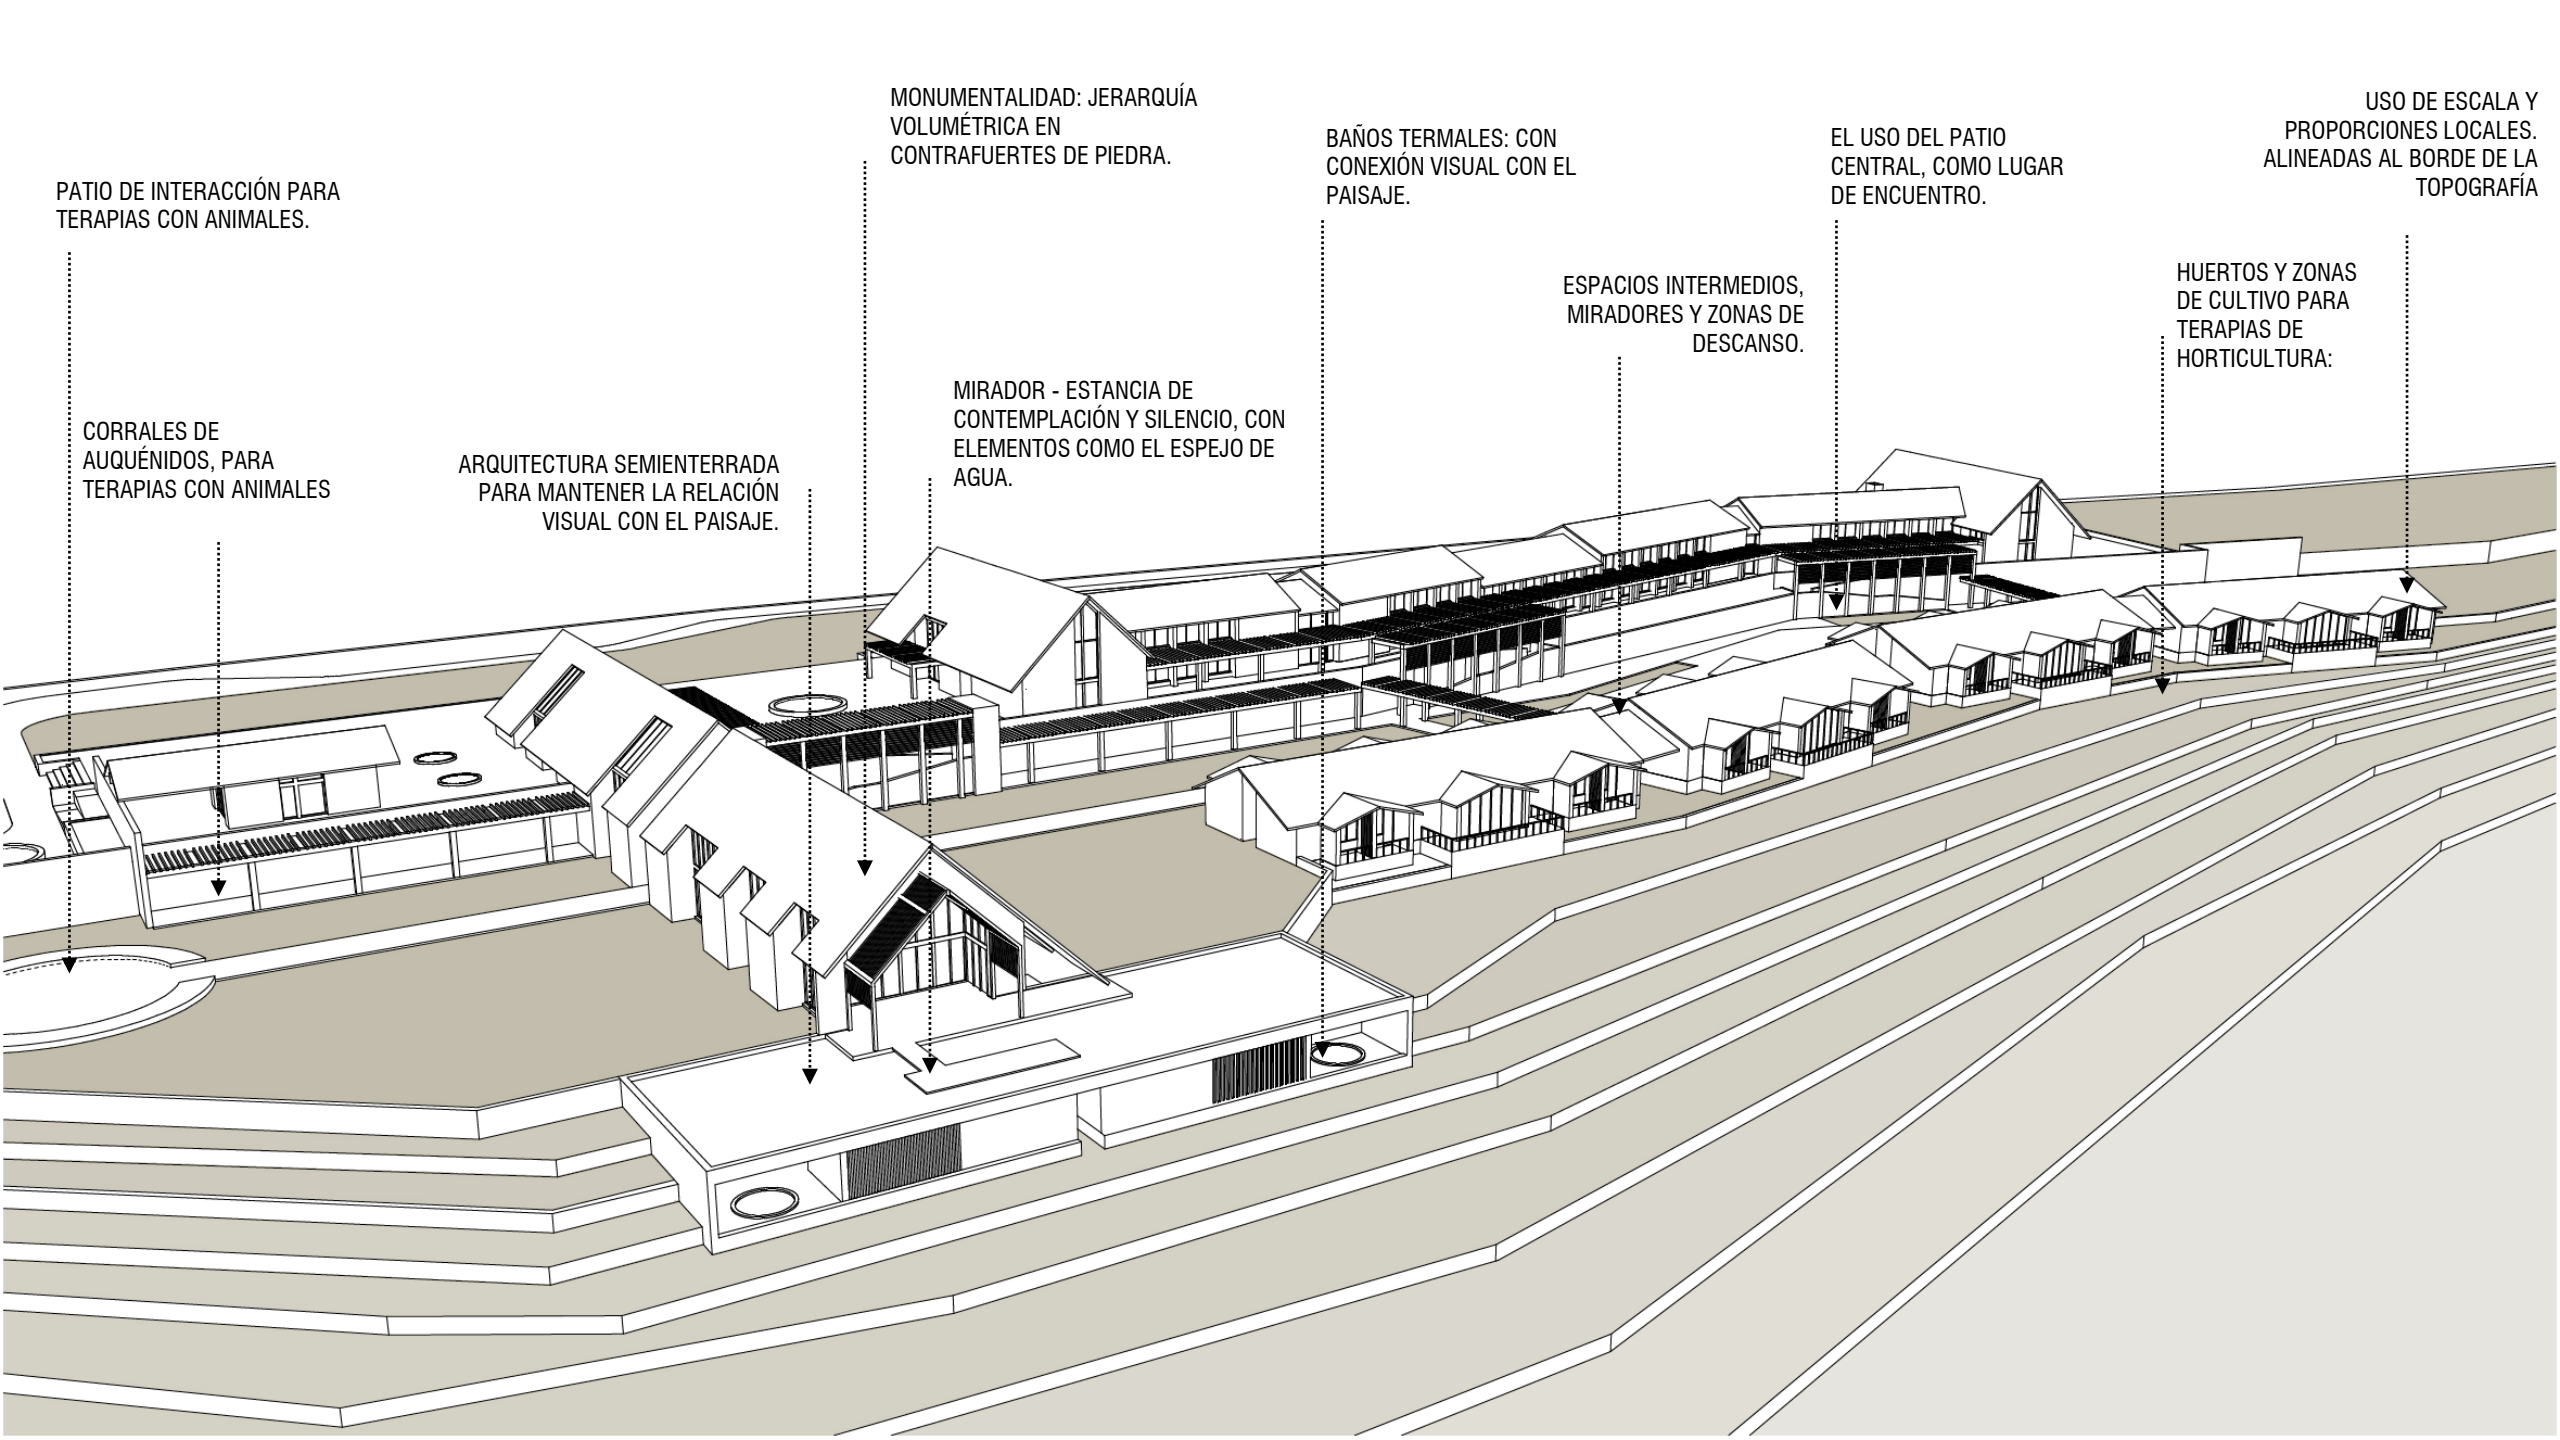 PATIO DE INTERACCIÓN PARA
TERAPIAS CON ANIMALES.
CORRALES DE
AUQUÉNIDOS, PARA
TERAPIAS CON ANIMALES
ARQUITECTURA SEMIENTERRADA
PARA MANTENER LA RELACIÓN
VISUAL CON EL PAISAJE.
MONUMENTALIDAD: JERARQUÍA
VOLUMÉTRICA EN
CONTRAFUERTES DE PIEDRA.
MIRADOR - ESTANCIA DE
CONTEMPLACIÓN Y SILENCIO, CON
ELEMENTOS COMO EL ESPEJO DE
AGUA.
BAÑOS TERMALES: CON
CONEXIÓN VISUAL CON EL
PAISAJE.
ESPACIOS INTERMEDIOS,
MIRADORES Y ZONAS DE
DESCANSO.
EL USO DEL PATIO
CENTRAL, COMO LUGAR
DE ENCUENTRO.
HUERTOS Y ZONAS
DE CULTIVO PARA
TERAPIAS DE
HORTICULTURA:
USO DE ESCALA Y
PROPORCIONES LOCALES.
ALINEADAS AL BORDE DE LA
TOPOGRAFÍA